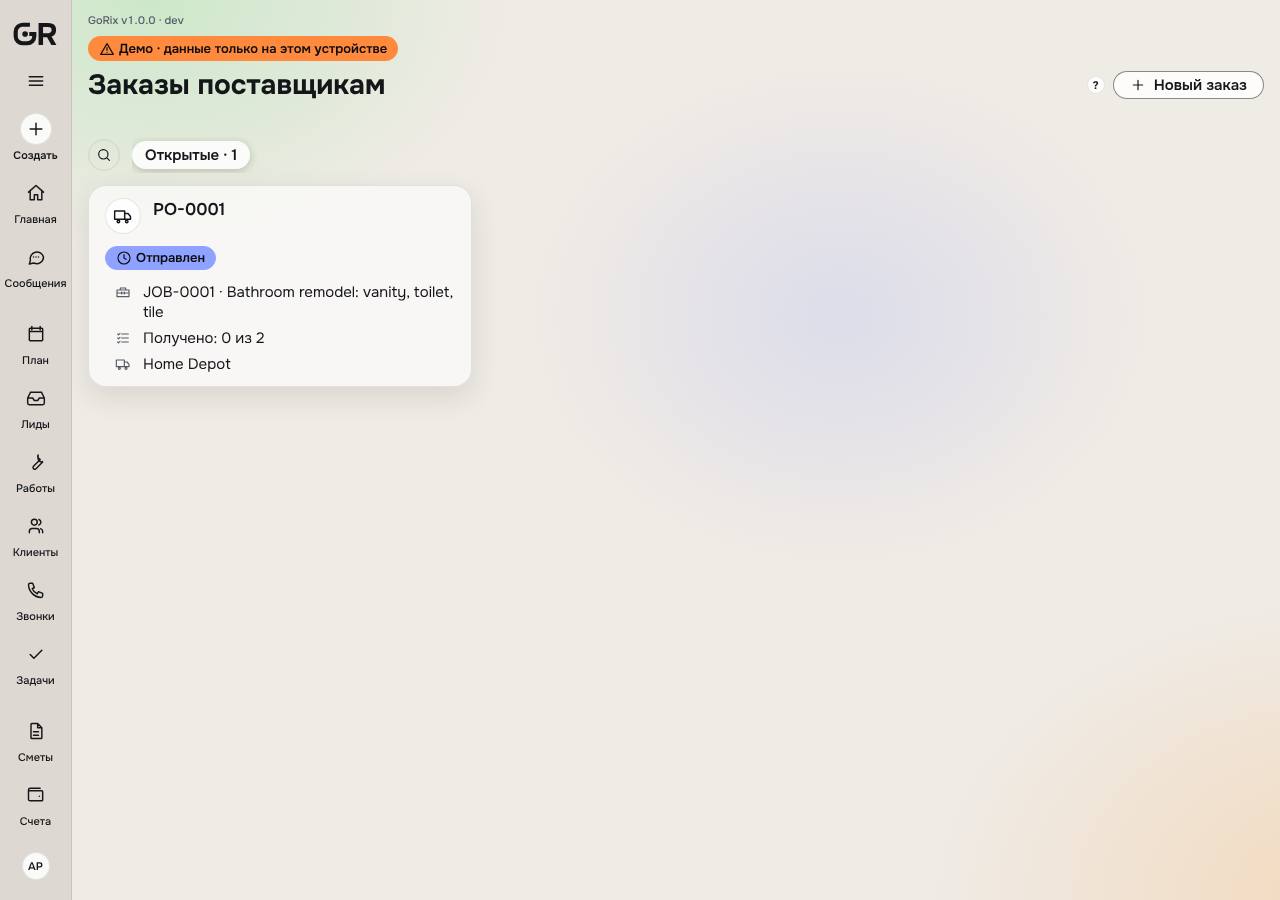 GR
GoRix v1.0.0 · dev
Демо · данные только на этом устройстве
Заказы поставщикам
?
Новый заказ
Открытые · 1
PO-0001
Отправлен
JOB-0001 · Bathroom remodel: vanity, toilet,
tile
Получено: 0 из 2
Home Depot
Создать
Главная
Сообщения
План
Лиды
Работы
Клиенты
Звонки
Задачи
Сметы
Счета
AP